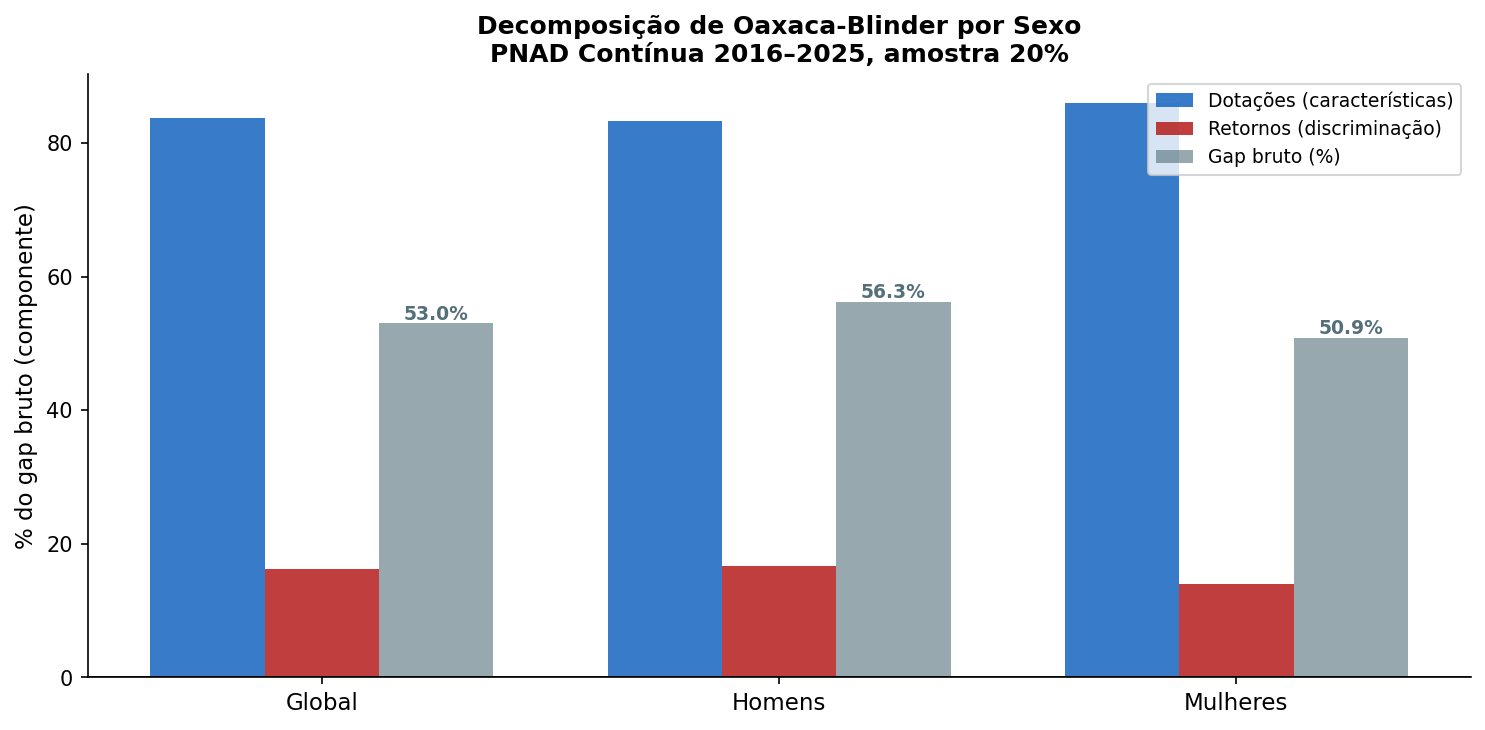 Decomposição de Oaxaca-Blinder por Sexo
PNAD Contínua 2016–2025, amostra 20%
Dotações (características)
Retornos (discriminação)
Gap bruto (%)
% do gap bruto (componente)
80
60
40
20
0
53.0%
56.3%
50.9%
Global
Homens
Mulheres